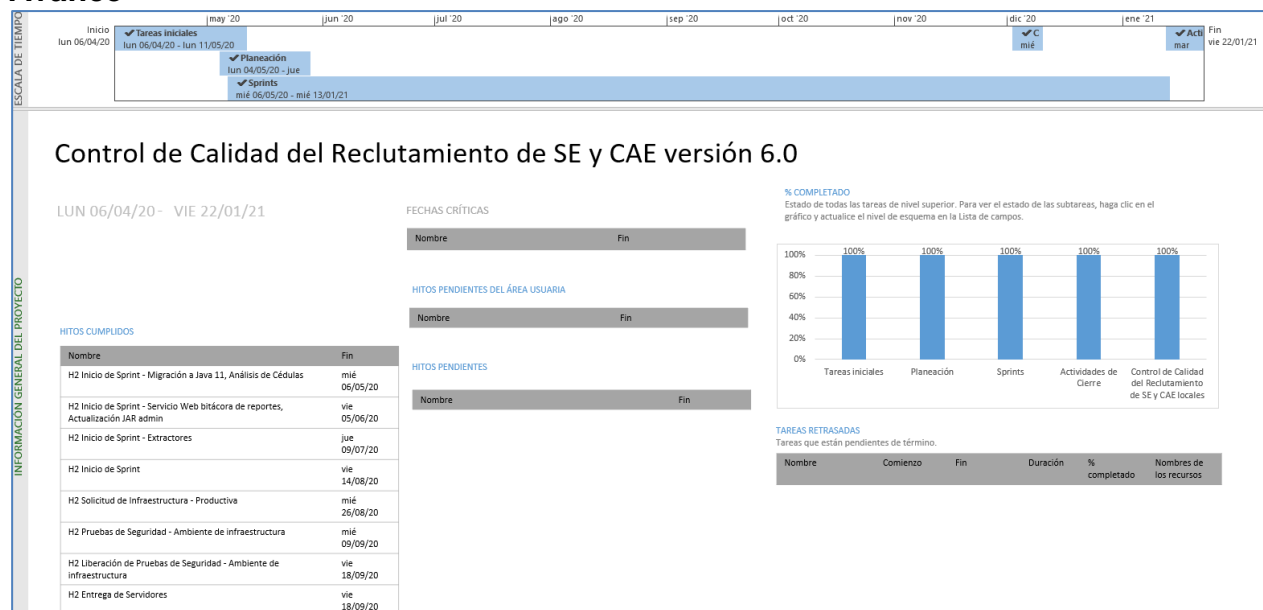 Avance
ESCALA DE TIEMPO
may '20 jun '20 jul '20 ago '20 sep '20 oct '20 nov '20 dic '20 ene '21
Inicio
lun 06/04/20
Tareas iniciales
lun 06/04/20 - lun 11/05/20
Planeación
lun 04/05/20 - jue
Sprints
mié 06/05/20 - mié 13/01/21
C
mié
Acti
mar
Fin
vie 22/01/21
INFORMACIÓN GENERAL DEL PROYECTO
Control de Calidad del Reclutamiento de SE y CAE versión 6.0
LUN 06/04/20 - VIE 22/01/21
HITOS CUMPLIDOS
Nombre Fin
H2 Inicio de Sprint - Migración a Java 11, Análisis de Cédulas mié 06/05/20
H2 Inicio de Sprint - Servicio Web bitácora de reportes, Actualización JAR admin vie 05/06/20
H2 Inicio de Sprint - Extractores jue 09/07/20
H2 Inicio de Sprint vie 14/08/20
H2 Solicitud de Infraestructura - Productiva mié 26/08/20
H2 Pruebas de Seguridad - Ambiente de infraestructura mié 09/09/20
H2 Liberación de Pruebas de Seguridad - Ambiente de infraestructura vie 18/09/20
H2 Entrega de Servidores vie 18/09/20
FECHAS CRÍTICAS
Nombre Fin
HITOS PENDIENTES DEL ÁREA USUARIA
Nombre Fin
HITOS PENDIENTES
Nombre Fin
% COMPLETADO
Estado de todas las tareas de nivel superior. Para ver el estado de las subtareas, haga clic en el
gráfico y actualice el nivel de esquema en la Lista de campos.
100% 80% 60% 40% 20% 0%
100% 100% 100% 100% 100%
Tareas iniciales
Planeación
Sprints
Actividades de Cierre
Control de Calidad del Reclutamiento de SE y CAE locales
TAREAS RETRASADAS
Tareas que están pendientes de término.
Nombre Comienzo Fin Duración % completado Nombres de los recursos